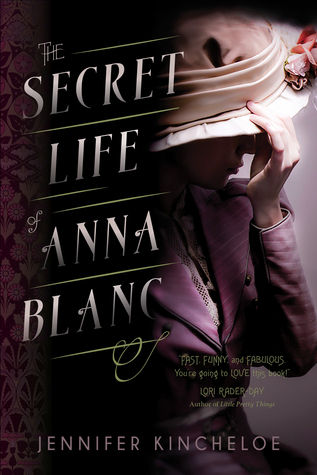 THE
SECRET
LIFE
of
ANNA
BLANC
"FAST, FUNNY, and FABULOUS.
You're going to LOVE this book!"
LORI RADER-DAY
Author of Little Pretty Things
JENNIFER KINCHELOE